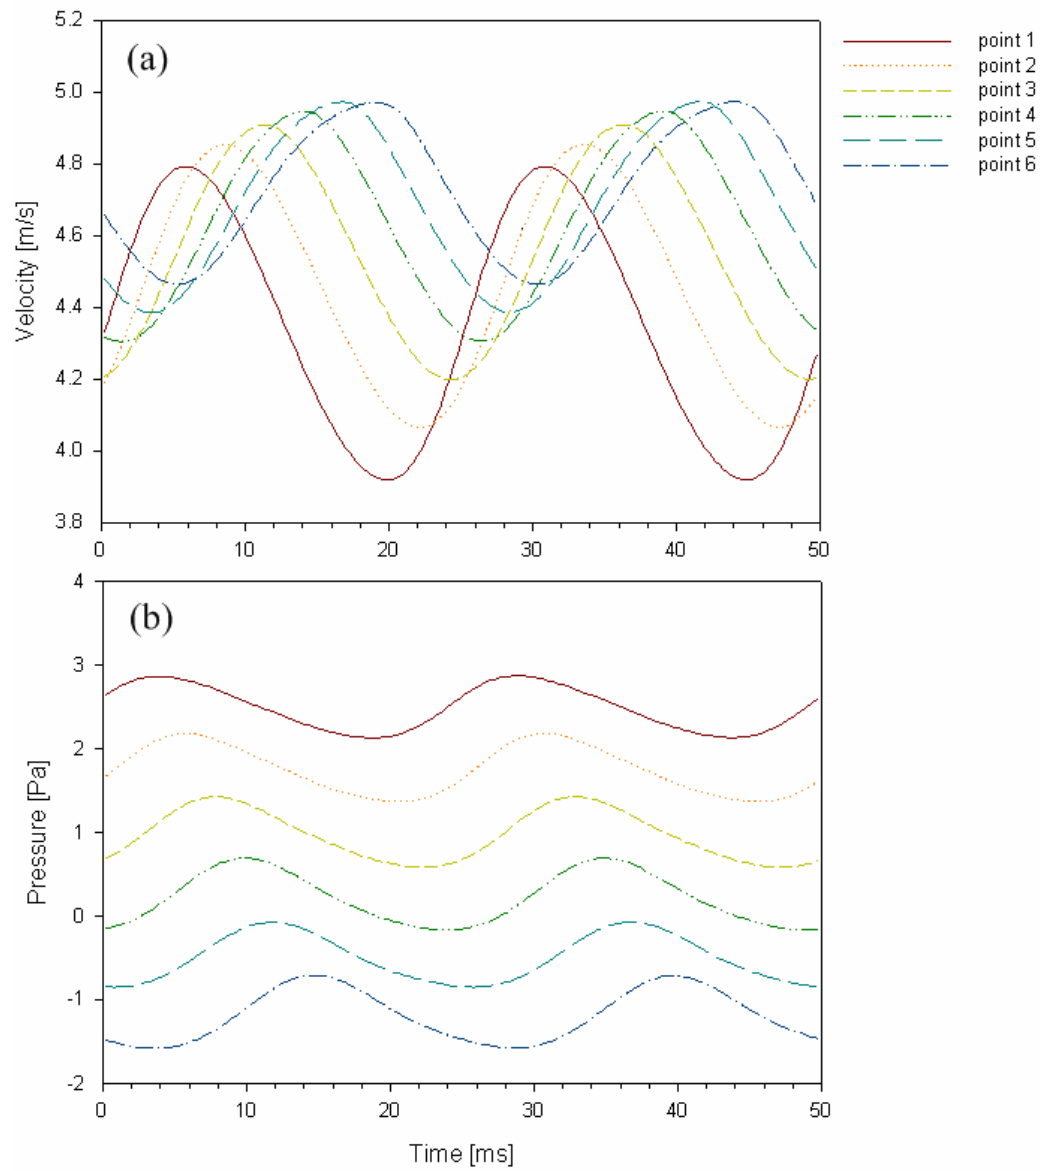 (a)
5.2
5.0
4.8
4.6
4.4
4.2
4.0
3.8
Velocity [m/s]
0 10 20 30 40 50
point 1
point 2
point 3
point 4
point 5
point 6
(b)
4
3
2
1
0
-1
-2
Pressure [Pa]
0 10 20 30 40 50
Time [ms]